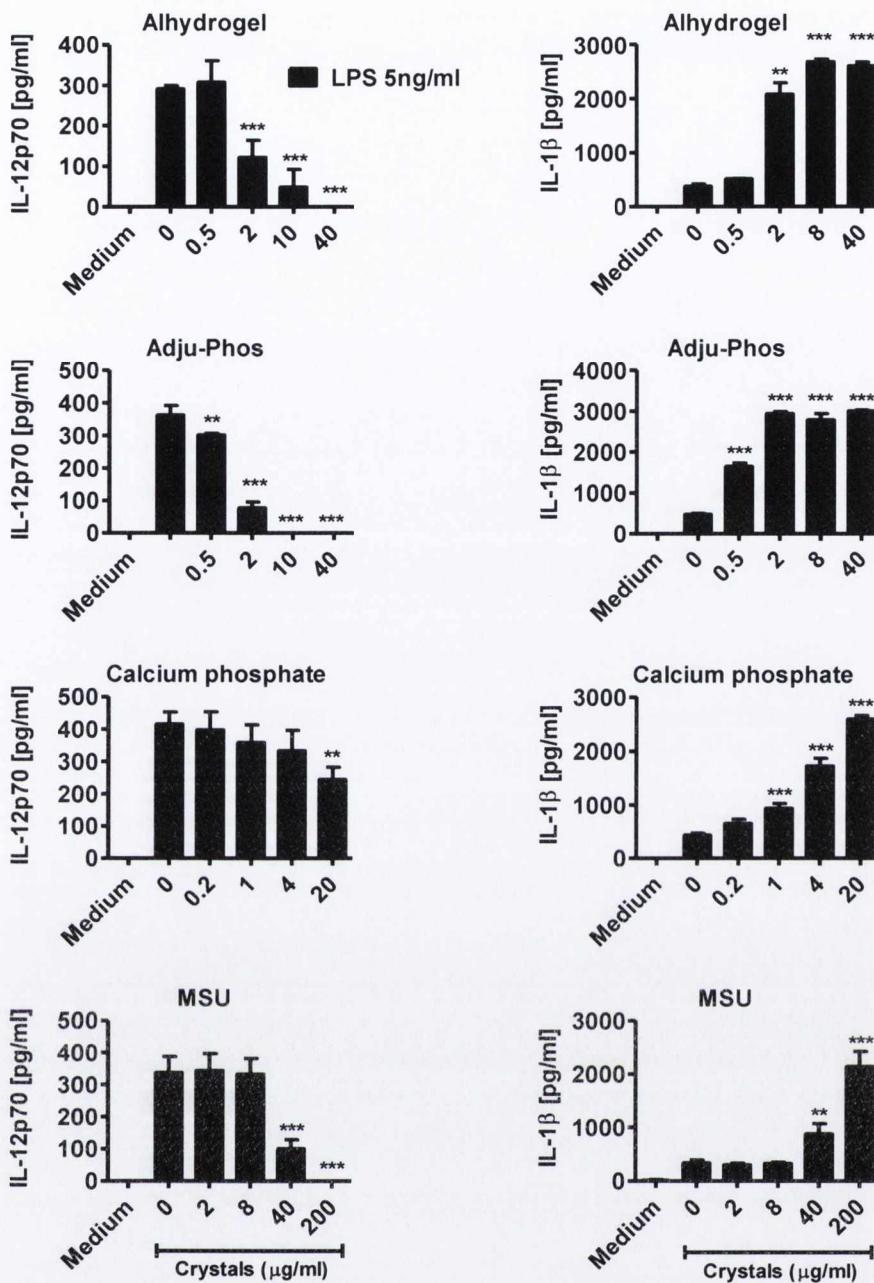 Alhydrogel
IL-12p70 [pg/ml]
400
300
200
100
0
*** *** ***
LPS 5ng/ml
Medium 0 0.5 2 10 40
Alhydrogel
IL-1β [pg/ml]
3000
2000
1000
0
** *** ***
Medium 0 0.5 2 8 40
Adju-Phos
IL-12p70 [pg/ml]
500
400
300
200
100
0
** *** *** ***
Medium 0.5 2 10 40
Adju-Phos
IL-1β [pg/ml]
4000
3000
2000
1000
0
*** *** *** ***
Medium 0 0.5 2 8 40
Calcium phosphate
IL-12p70 [pg/ml]
500
400
300
200
100
0
**
Medium 0 0.2 1 4 20
Calcium phosphate
IL-1β [pg/ml]
3000
2000
1000
0
*** *** ***
Medium 0 0.2 1 4 20
MSU
IL-12p70 [pg/ml]
500
400
300
200
100
0
*** ***
Medium 0 2 8 40 200
Crystals (μg/ml)
MSU
IL-1β [pg/ml]
3000
2000
1000
0
** ***
Medium 0 2 8 40 200
Crystals (μg/ml)